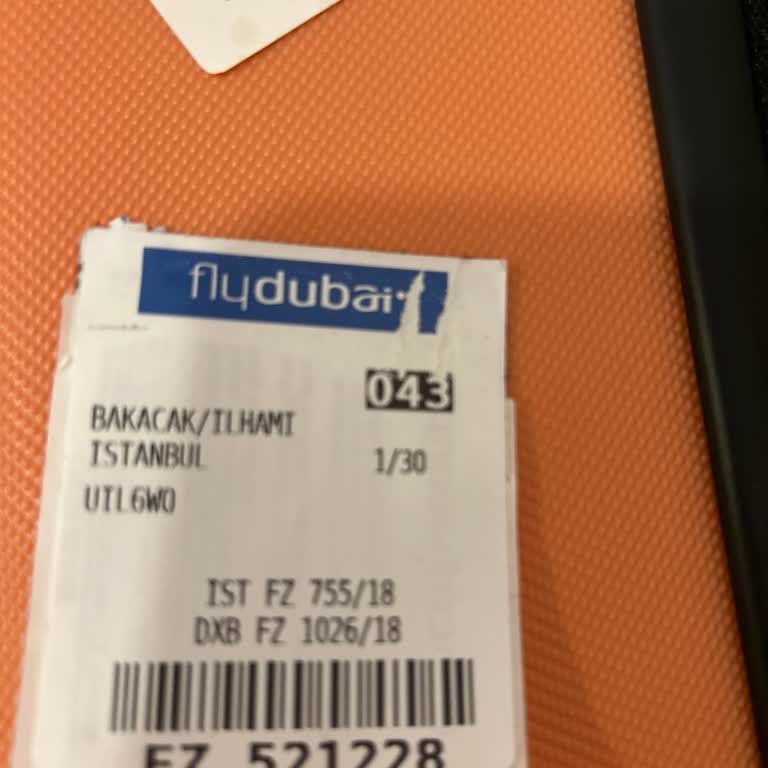 flydubai
043
BAKACAK/ILHAMI
ISTANBUL 1/30
UTL6WO
IST FZ 755/18
DXB FZ 1026/18
FZ 521228